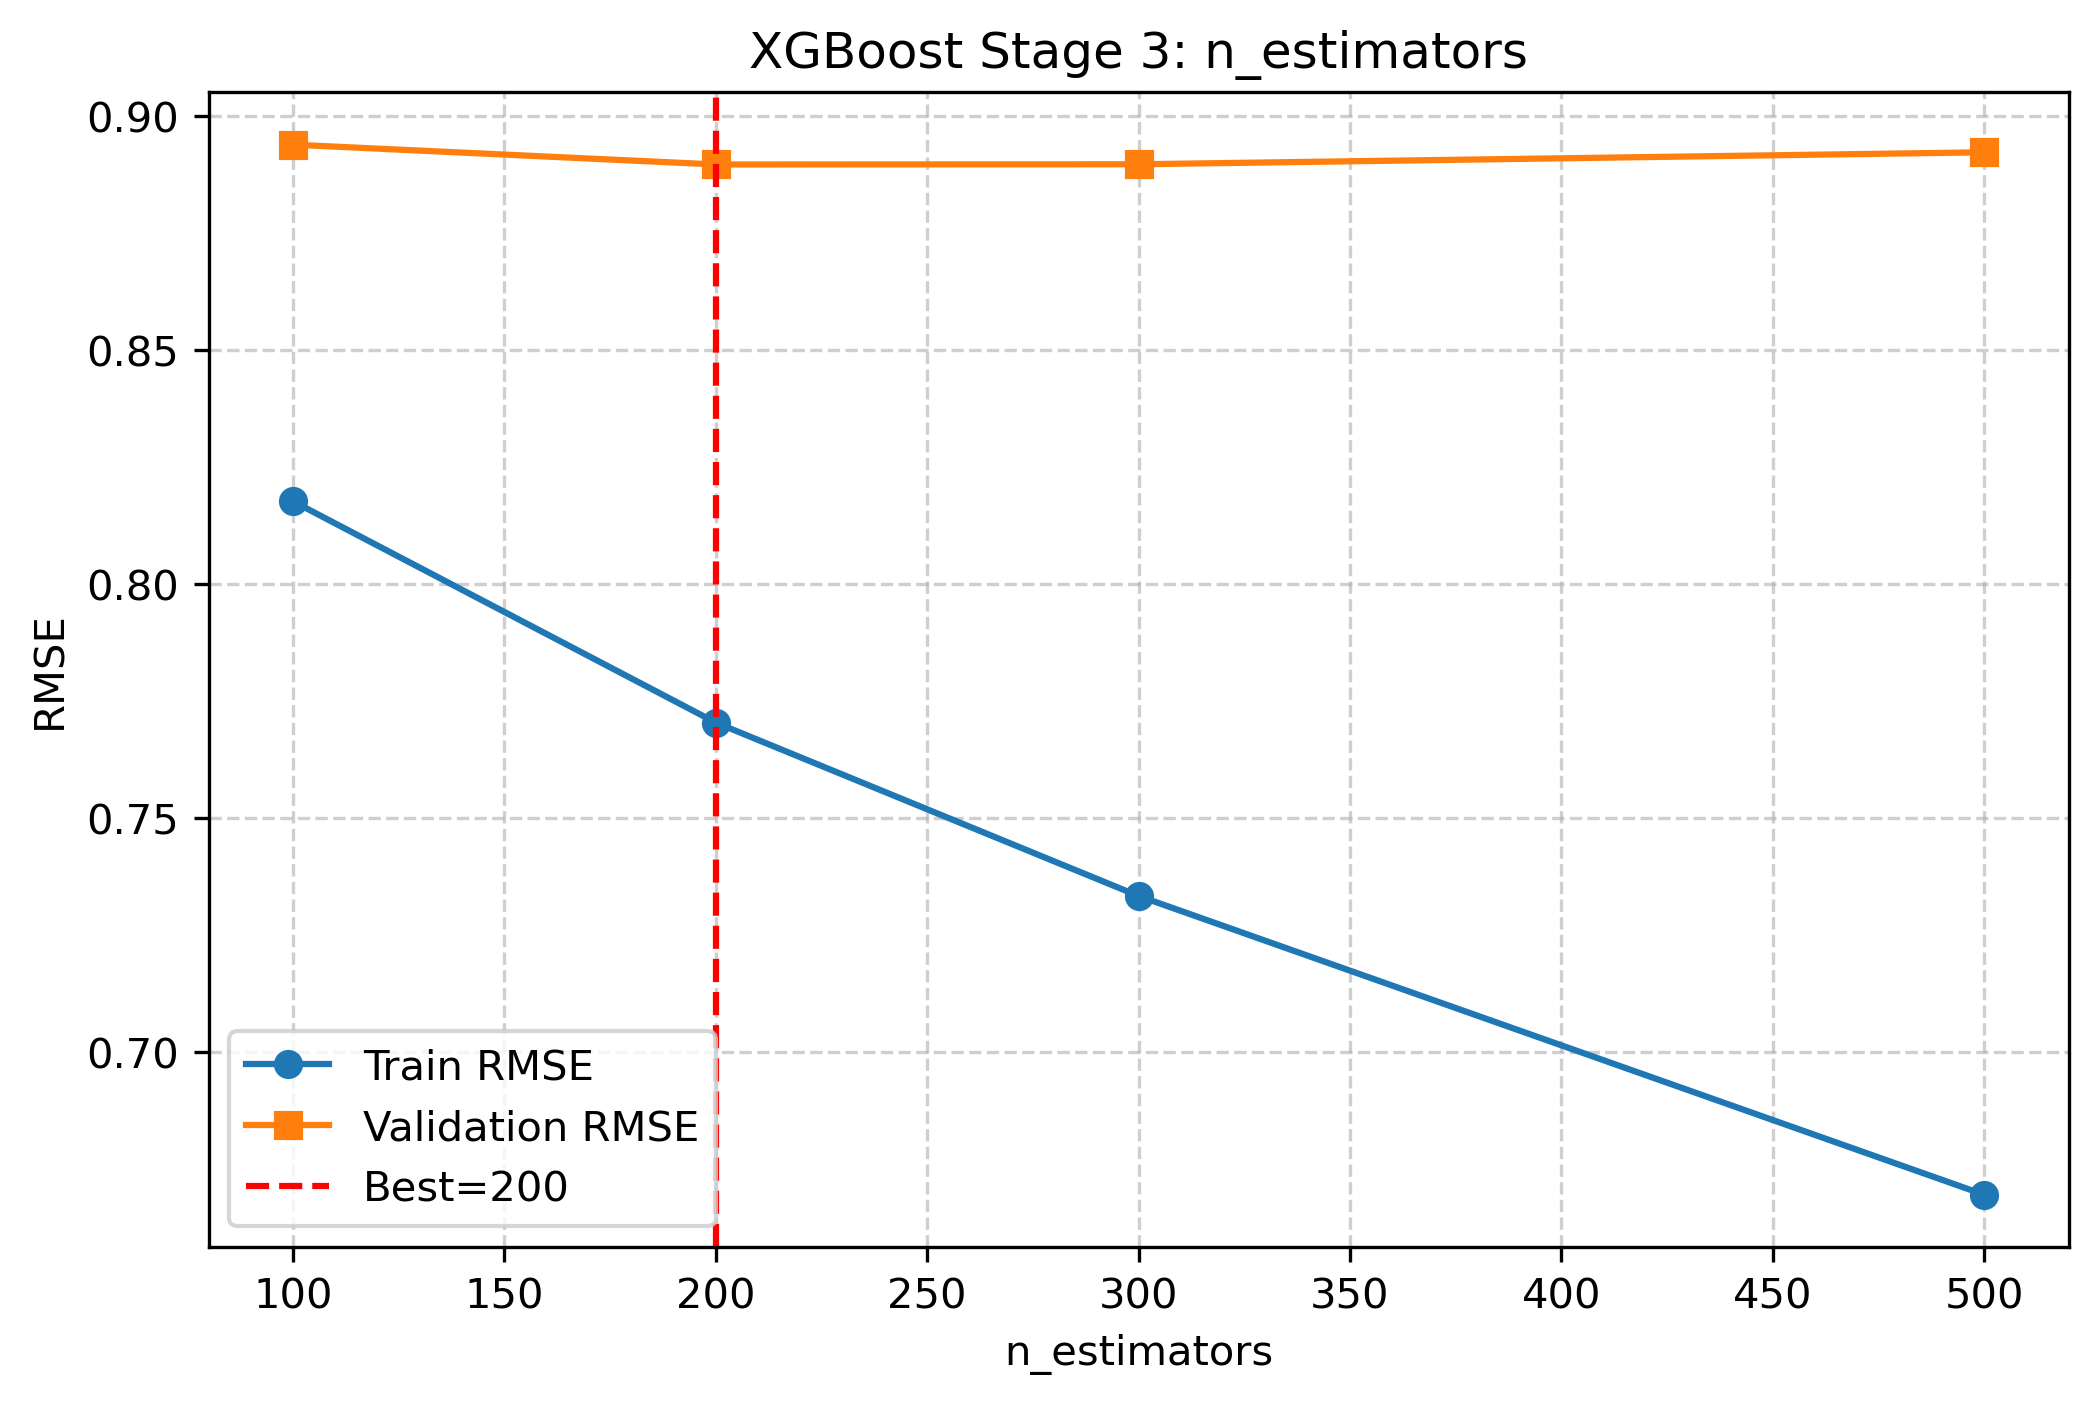 XGBoost Stage 3: n_estimators
0.90
0.85
0.80
0.75
0.70
RMSE
Train RMSE
Validation RMSE
Best=200
100 150 200 250 300 350 400 450 500
n_estimators